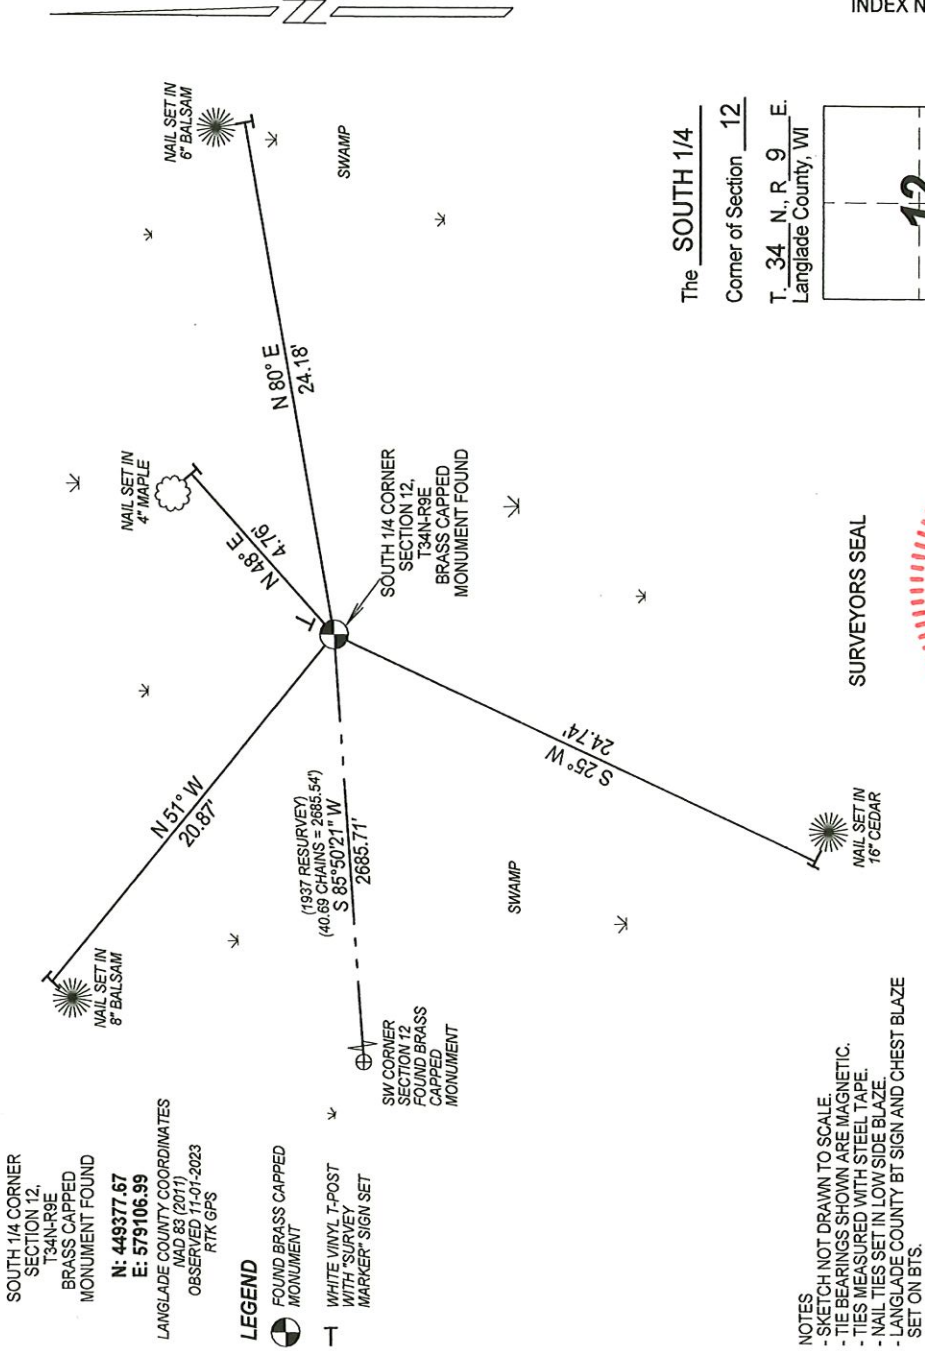 SOUTH 1/4 CORNER
SECTION 12,
T34N-R9E
BRASS CAPPED
MONUMENT FOUND
N: 449377.67
E: 579106.99
LANGLADE COUNTY COORDINATES
NAD 83 (2011)
OBSERVED 11-01-2023
RTK GPS
LEGEND
FOUND BRASS CAPPED
MONUMENT
WHITE VINYL T-POST
WITH "SURVEY
MARKER" SIGN SET
NAIL SET IN
8" BALSAM
N 51° W
20.87'
NAIL SET IN
4" MAPLE
N 48° E
4.76'
NAIL SET IN
6" BALSAM
N 80° E
24.18'
SWAMP
SW CORNER
SECTION 12
FOUND BRASS
CAPPED
MONUMENT
(1937 RESURVEY)
(40.69 CHAINS = 2685.54')
S 85°50'21" W
2685.71'
SOUTH 1/4 CORNER
SECTION 12,
T34N-R9E
BRASS CAPPED
MONUMENT FOUND
SWAMP
S 25° W
24.74'
NAIL SET IN
16" CEDAR
NOTES
- SKETCH NOT DRAWN TO SCALE.
- TIE BEARINGS SHOWN ARE MAGNETIC.
- TIES MEASURED WITH STEEL TAPE.
- NAIL TIES SET IN LOW SIDE BLAZE.
- LANGLADE COUNTY BT SIGN AND CHEST BLAZE
SET ON BTS.
SURVEYORS SEAL
The SOUTH 1/4
Corner of Section 12
T. 34 N., R 9 E.
Langlade County, WI
12
INDEX N